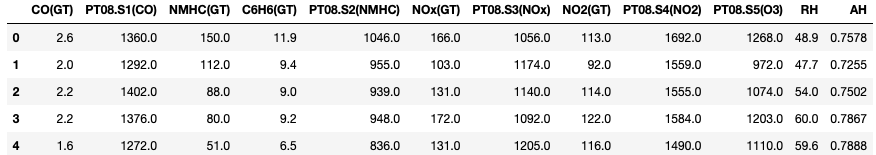 CO(GT) PT08.S1(CO) NMHC(GT) C6H6(GT) PT08.S2(NMHC) NOx(GT) PT08.S3(NOx) NO2(GT) PT08.S4(NO2) PT08.S5(O3) RH AH
0 2.6 1360.0 150.0 11.9 1046.0 166.0 1056.0 113.0 1692.0 1268.0 48.9 0.7578
1 2.0 1292.0 112.0 9.4 955.0 103.0 1174.0 92.0 1559.0 972.0 47.7 0.7255
2 2.2 1402.0 88.0 9.0 939.0 131.0 1140.0 114.0 1555.0 1074.0 54.0 0.7502
3 2.2 1376.0 80.0 9.2 948.0 172.0 1092.0 122.0 1584.0 1203.0 60.0 0.7867
4 1.6 1272.0 51.0 6.5 836.0 131.0 1205.0 116.0 1490.0 1110.0 59.6 0.7888